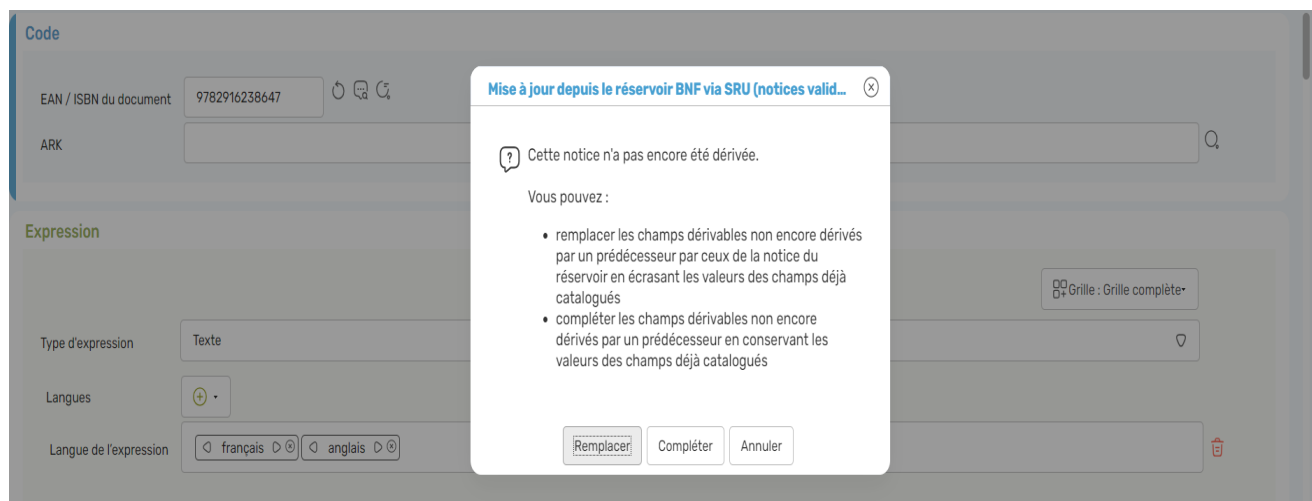 Code
EAN / ISBN du document
9782916238647
ARK
Expression
Grille : Grille complète
Type d'expression
Texte
Langues
Langue de l'expression
français
anglais
Mise à jour depuis le réservoir BNF via SRU (notices valid...
Cette notice n'a pas encore été dérivée.
Vous pouvez :
• remplacer les champs dérivables non encore dérivés
par un prédécesseur par ceux de la notice du
réservoir en écrasant les valeurs des champs déjà
catalogués
• compléter les champs dérivables non encore
dérivés par un prédécesseur en conservant les
valeurs des champs déjà catalogués
Remplacer
Compléter
Annuler